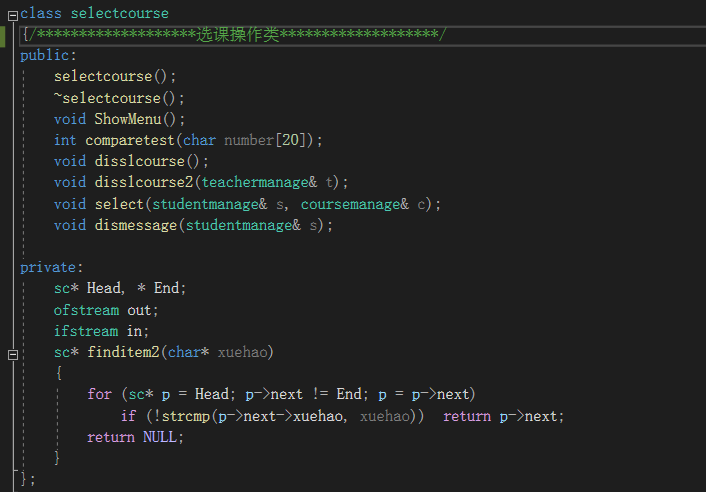 class selectcourse
{/*******************选课操作类*******************/
public:
    selectcourse();
    ~selectcourse();
    void ShowMenu();
    int comparetest(char number[20]);
    void disslcourse();
    void disslcourse2(teachermanage& t);
    void select(studentmanage& s, coursemanage& c);
    void dismessage(studentmanage& s);
private:
    sc* Head, * End;
    ofstream out;
    ifstream in;
    sc* finditem2(char* xuehao)
    {
        for (sc* p = Head; p->next != End; p = p->next)
            if (!strcmp(p->next->xuehao, xuehao))  return p->next;
        return NULL;
    }
};